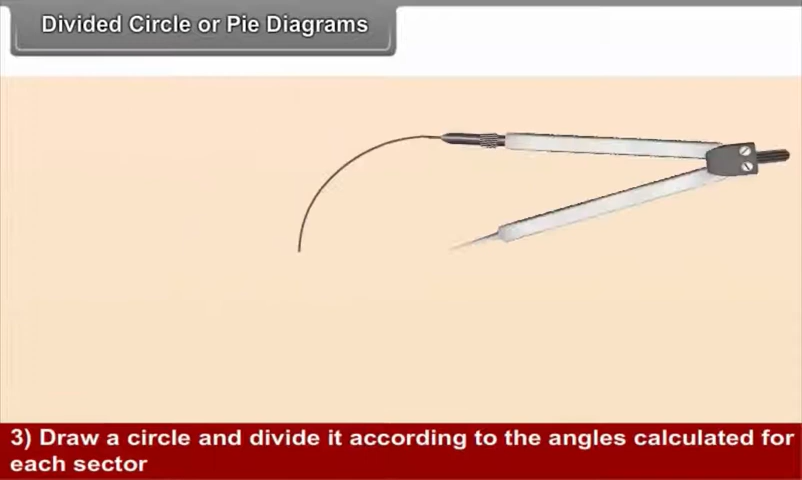 Divided Circle or Pie Diagrams
3) Draw a circle and divide it according to the angles calculated for
each sector